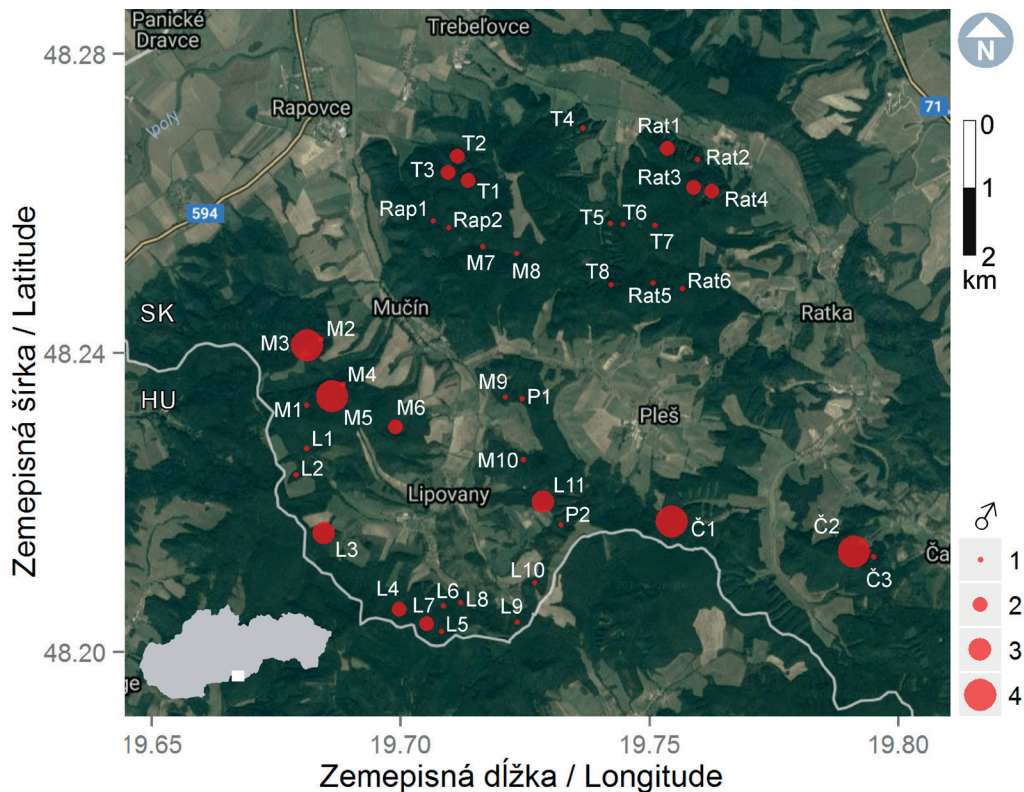 Panické
Dravce
Trebeľovce
48.28
N
Ipoly
Rapovce
71
T4
Rat1
0
T2
Rat2
T3
Rat3
T1
Rat4
1
Rap1
594
Rap2
T5
T6
T7
2
M7
M8
km
T8
Rat5
Rat6
SK
Mučín
Ratka
M2
M3
48.24
M4
HU
M9
P1
M1
M5
M6
Pleš
L1
M10
L2
Lipovany
L11
P2
Č1
Č2
♂
L3
Ča
Č3
1
L10
L4
L6
L8
2
L7
L9
L5
48.20
3
ge
4
19.65
19.70
19.75
19.80
Zemepisná šírka / Latitude
Zemepisná dĺžka / Longitude